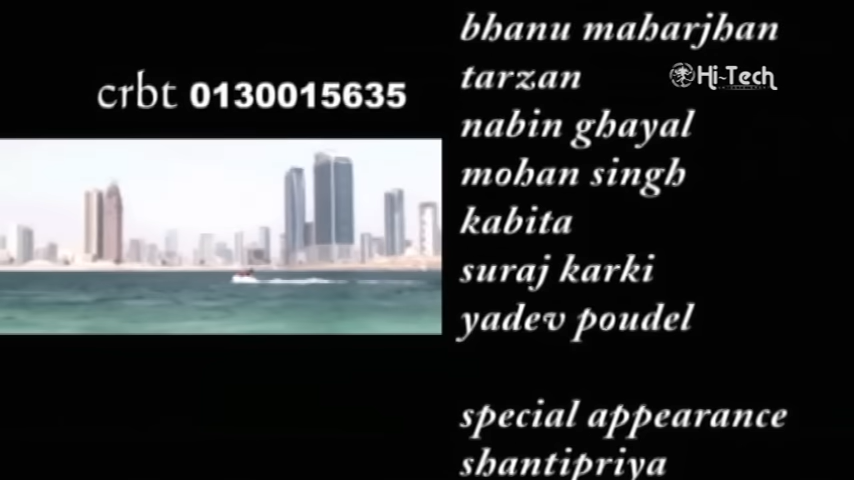 crbt 0130015635
bhanu maharjhan
tarzan
Hi-Tech
nabin ghayal
mohan singh
kabita
suraj karki
yadev poudel
special appearance
shantipriya